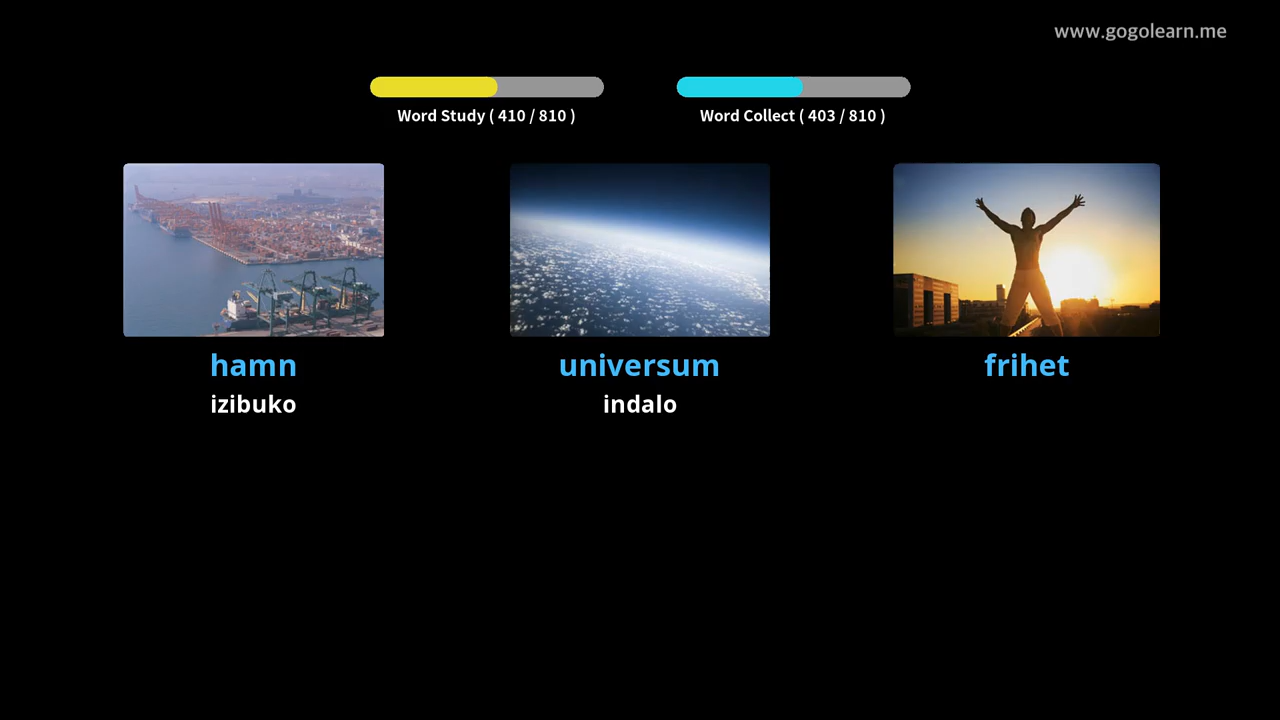 www.gogolearn.me
Word Study ( 410 / 810 )
Word Collect ( 403 / 810 )
hamn
universum
frihet
izibuko
indalo